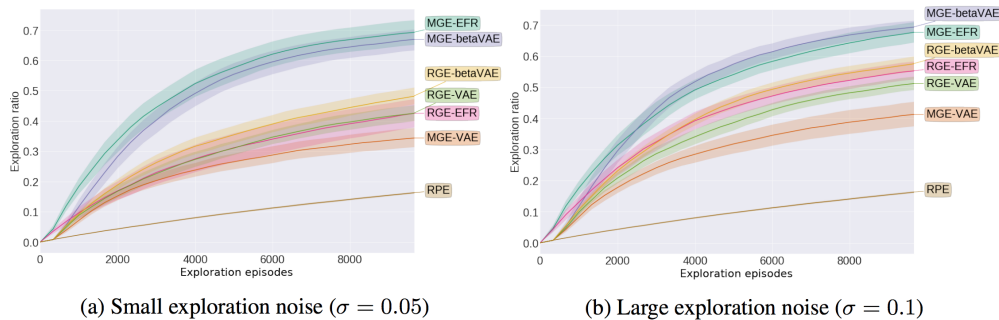 Exploration ratio
0.7
0.6
0.5
0.4
0.3
0.2
0.1
0.0
0
2000
4000
6000
8000
Exploration episodes
MGE-EFR
MGE-betaVAE
RGE-betaVAE
RGE-VAE
RGE-EFR
MGE-VAE
RPE
(a) Small exploration noise (σ = 0.05)
Exploration ratio
0.7
0.6
0.5
0.4
0.3
0.2
0.1
0.0
0
2000
4000
6000
8000
Exploration episodes
MGE-betaVAE
MGE-EFR
RGE-betaVAE
RGE-EFR
RGE-VAE
MGE-VAE
RPE
(b) Large exploration noise (σ = 0.1)